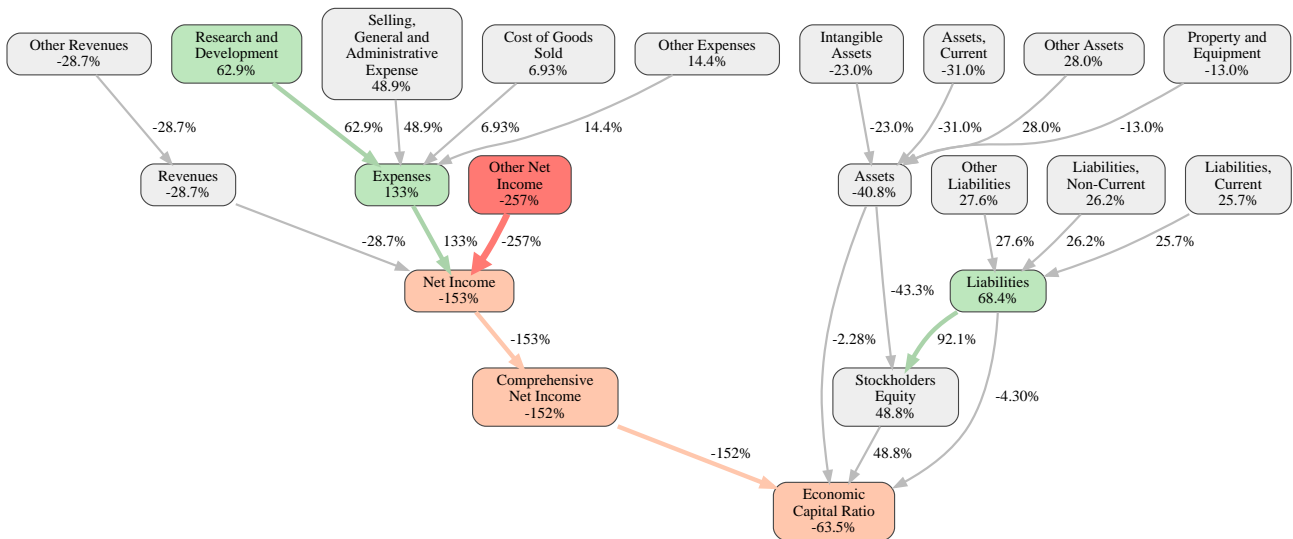 Other Revenues
-28.7%
Research and
Development
62.9%
Selling,
General and
Administrative
Expense
48.9%
Cost of Goods
Sold
6.93%
Other Expenses
14.4%
Intangible
Assets
-23.0%
Assets,
Current
-31.0%
Other Assets
28.0%
Property and
Equipment
-13.0%
-28.7%
62.9%
48.9%
6.93%
14.4%
-23.0%
-31.0%
28.0%
-13.0%
Revenues
-28.7%
Expenses
133%
Other Net
Income
-257%
Assets
-40.8%
Other
Liabilities
27.6%
Liabilities,
Non-Current
26.2%
Liabilities,
Current
25.7%
-28.7%
133%
-257%
27.6%
26.2%
25.7%
Net Income
-153%
-43.3%
Liabilities
68.4%
-153%
-2.28%
92.1%
Comprehensive
Net Income
-152%
Stockholders
Equity
48.8%
-4.30%
-152%
48.8%
Economic
Capital Ratio
-63.5%